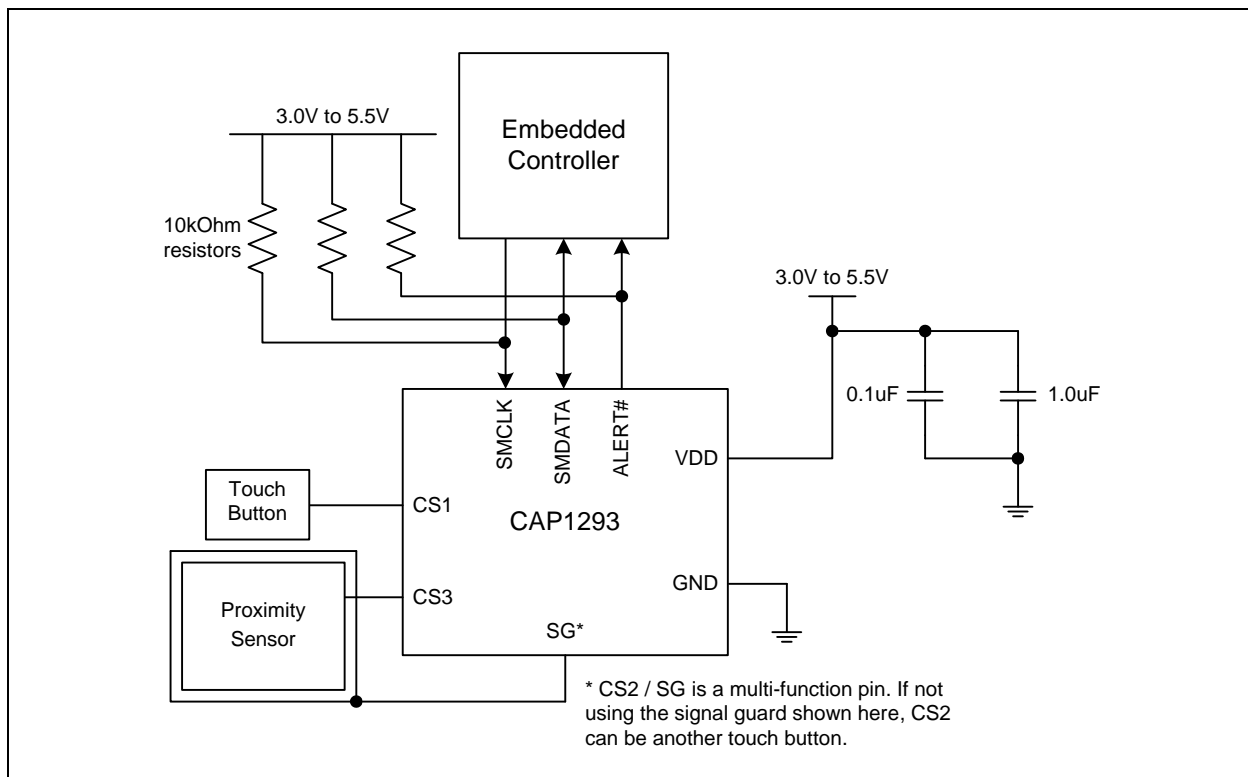 3.0V to 5.5V
Embedded
Controller
10kOhm
resistors
3.0V to 5.5V
0.1uF
1.0uF
SMCLK
SMDATA
ALERT#
VDD
Touch
Button
CS1
CAP1293
Proximity
Sensor
CS3
GND
SG*
* CS2 / SG is a multi-function pin. If not
using the signal guard shown here, CS2
can be another touch button.